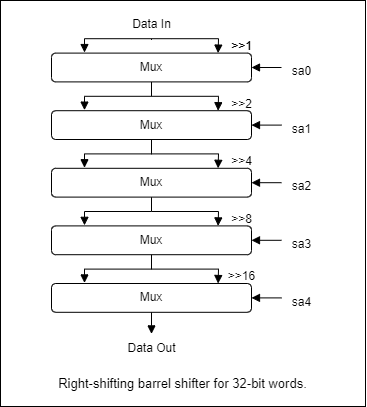 Data In
>>1
Mux
sa0
>>2
Mux
sa1
>>4
Mux
sa2
>>8
Mux
sa3
>>16
Mux
sa4
Data Out
Right-shifting barrel shifter for 32-bit words.